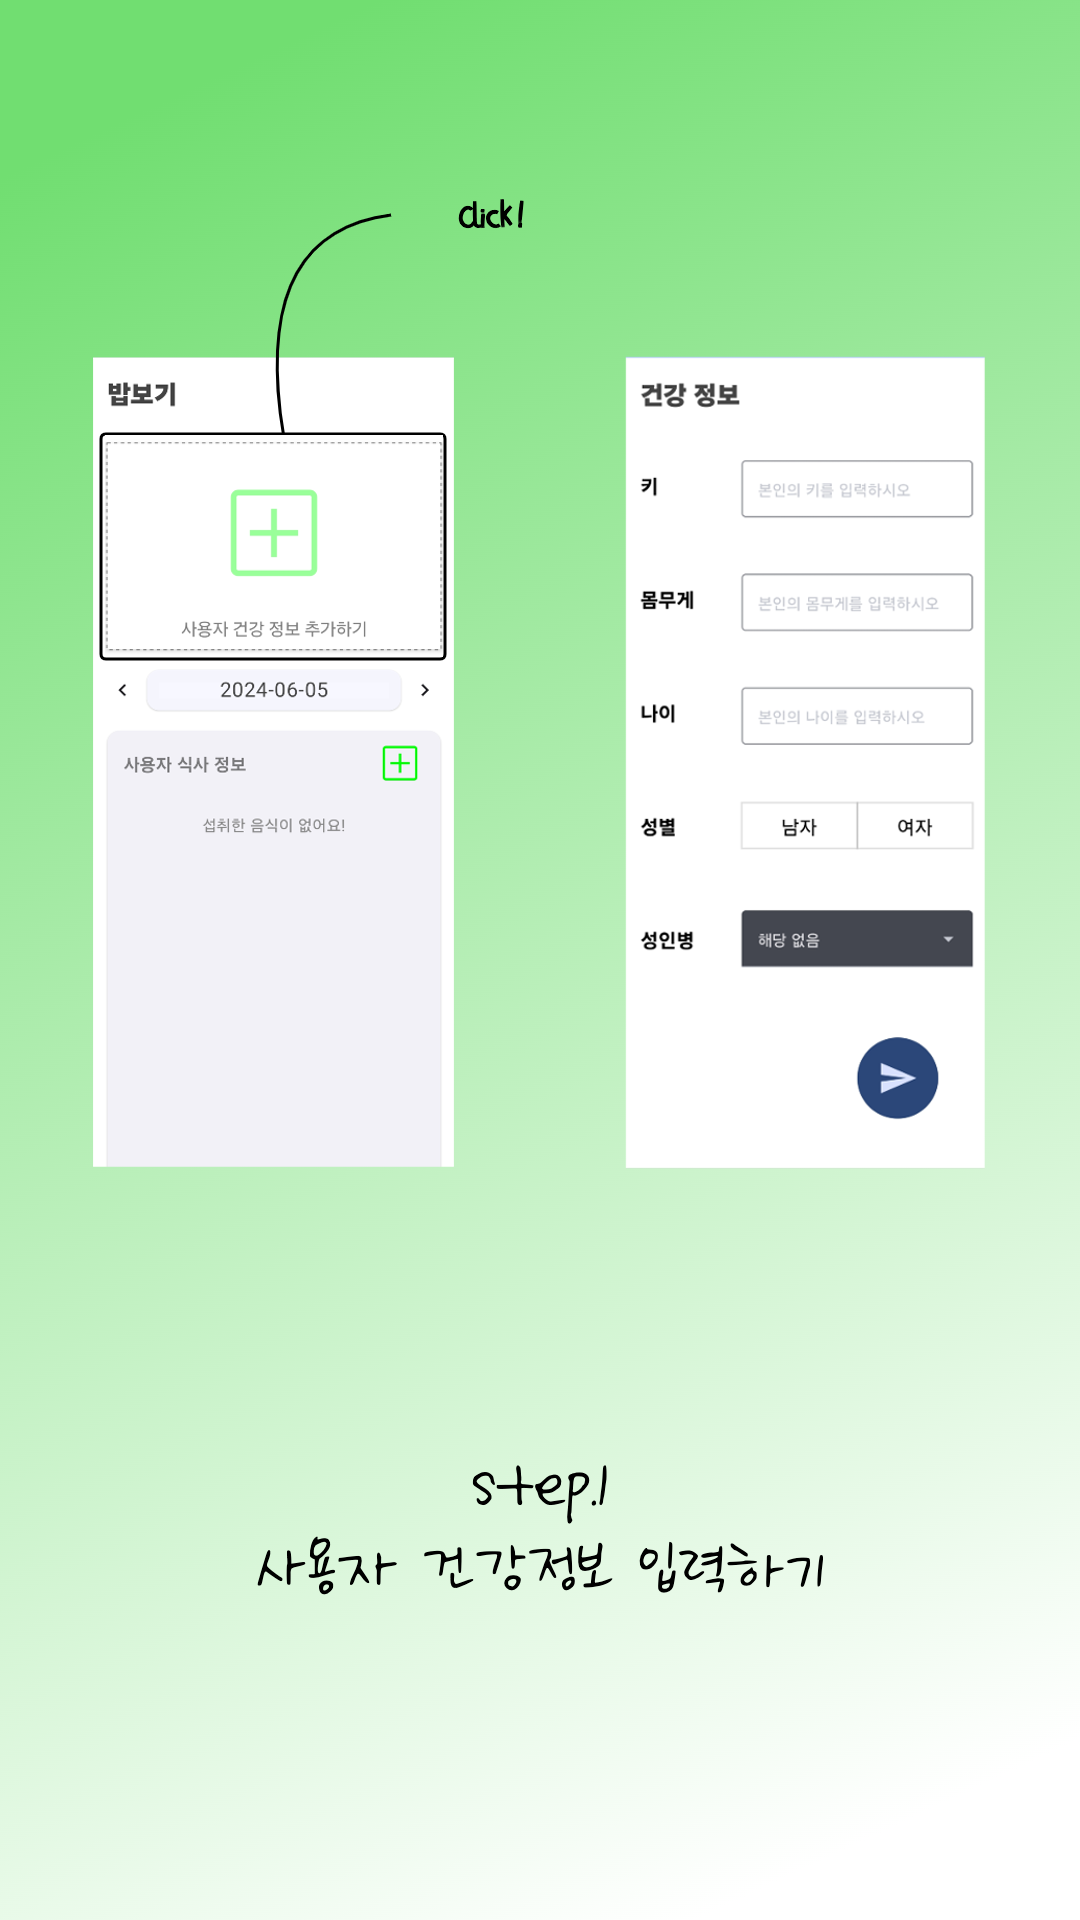 click!
밥보기
사용자 건강 정보 추가하기
2024-06-05
사용자 식사 정보
섭취한 음식이 없어요!
건강 정보
키
본인의 키를 입력하시오
몸무게
본인의 몸무게를 입력하시오
나이
본인의 나이를 입력하시오
성별
남자 여자
성인병
해당 없음
step.1
사용자 건강정보 입력하기